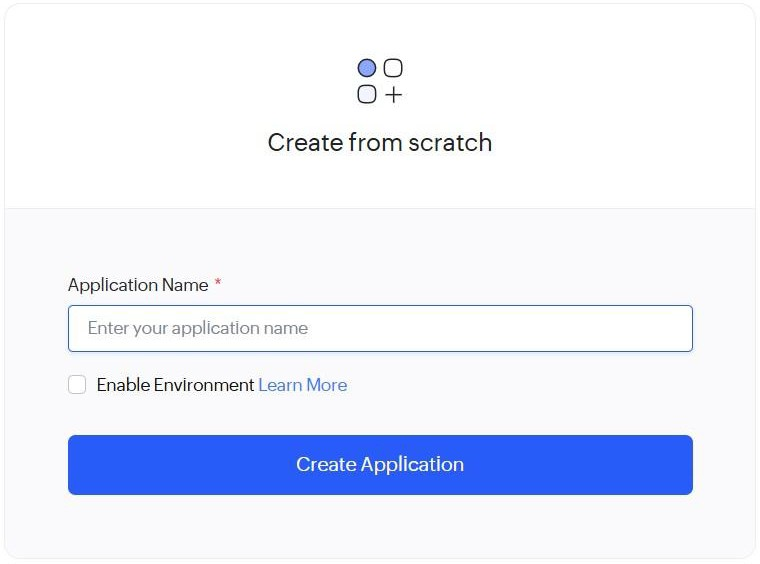 Create from scratch
Application Name *
Enter your application name
Enable Environment Learn More
Create Application